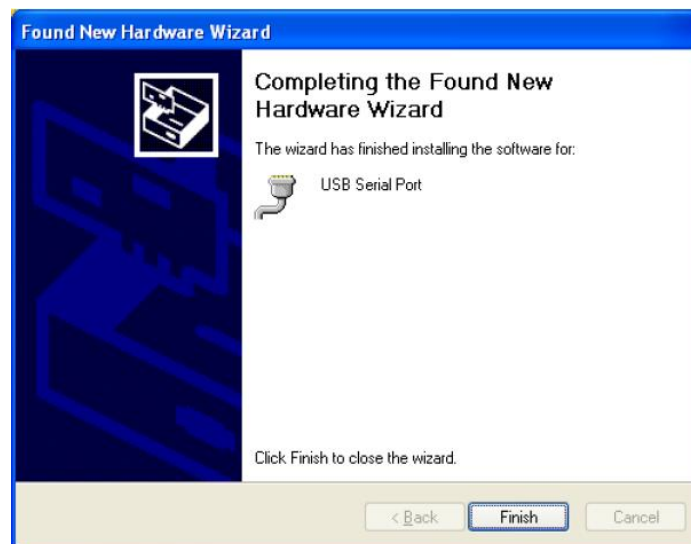 Found New Hardware Wizard
Completing the Found New
Hardware Wizard
The wizard has finished installing the software for:
USB Serial Port
Click Finish to close the wizard.
< Back
Finish
Cancel